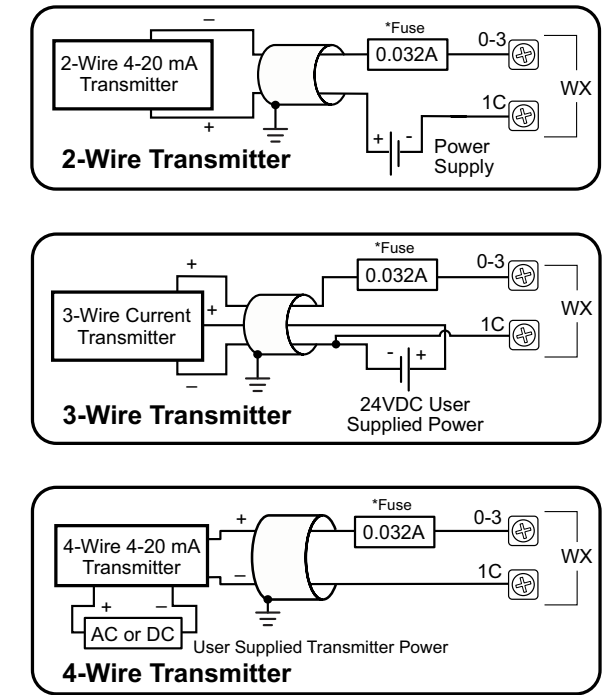 –
*Fuse
0.032A
0-3
2-Wire 4-20 mA
Transmitter
WX
1C
+
+ -
Power
Supply
2-Wire Transmitter
*Fuse
0.032A
0-3
+
3-Wire Current
Transmitter
+
WX
1C
–
- +
24VDC User
Supplied Power
3-Wire Transmitter
*Fuse
0.032A
0-3
+
4-Wire 4-20 mA
Transmitter
WX
–
1C
+ –
AC or DC
User Supplied Transmitter Power
4-Wire Transmitter